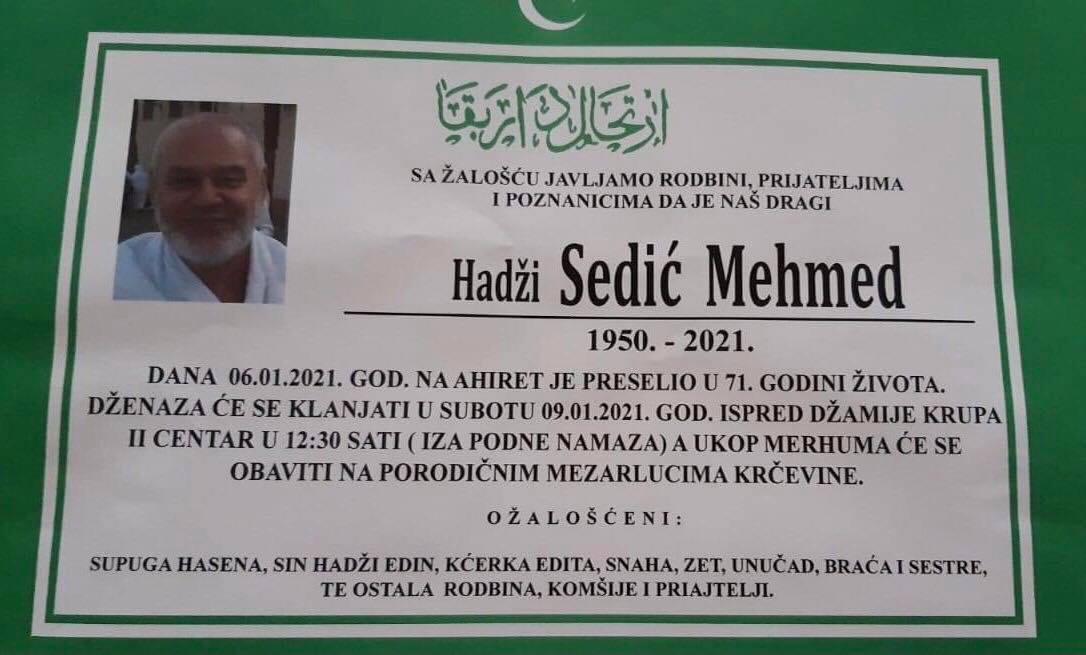 ارتحال دار بقا
SA ŽALOŠĆU JAVLJAMO RODBINI, PRIJATELJIMA
I POZNANICIMA DA JE NAŠ DRAGI
Hadži Sedić Mehmed
1950. - 2021.
DANA 06.01.2021. GOD. NA AHIRET JE PRESELIO U 71. GODINI ŽIVOTA.
DŽENAZA ĆE SE KLANJATI U SUBOTU 09.01.2021. GOD. ISPRED DŽAMIJE KRUPA
II CENTAR U 12:30 SATI ( IZA PODNE NAMAZA) A UKOP MERHUMA ĆE SE
OBAVITI NA PORODIČNIM MEZARLUCIMA KRČEVINE.
OŽALOŠĆENI:
SUPUGA HASENA, SIN HADŽI EDIN, KĆERKA EDITA, SNAHA, ZET, UNUČAD, BRAĆA I SESTRE,
TE OSTALA RODBINA, KOMŠIJE I PRIAJTELJI.